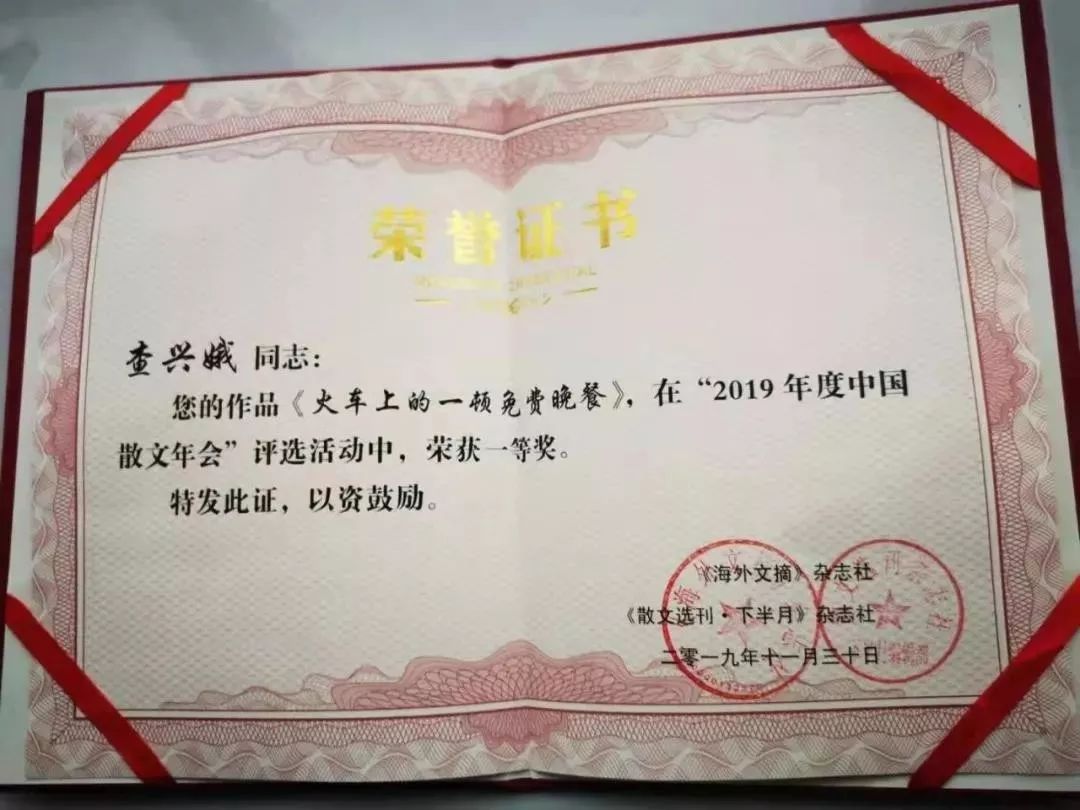 荣誉证书
查兴娥 同志：
您的作品《火车上的一顿免费晚餐》，在“2019年度中国
散文年会”评选活动中，荣获一等奖。
特发此证，以资鼓励。
《海外文摘》杂志社
《散文选刊·下半月》杂志社
二零一九年十一月三十日